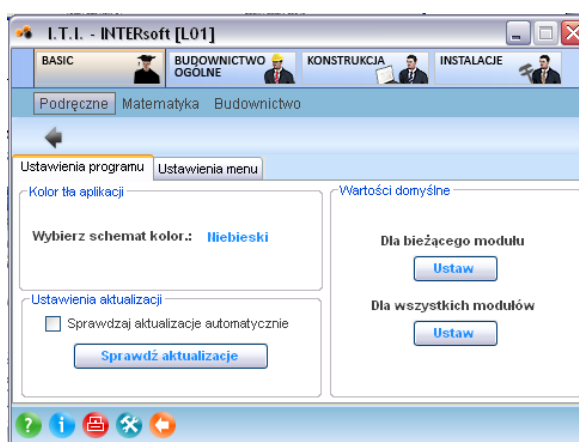 I.T.I. - INTERsoft [L01]
BASIC
BUDOWNICTWO OGÓLNE
KONSTRUKCJA
INSTALACJE
Podręczne Matematyka Budownictwo
Ustawienia programu Ustawienia menu
Kolor tła aplikacji
Wybierz schemat kolor.: Niebieski
Ustawienia aktualizacji
Sprawdzaj aktualizacje automatycznie
Sprawdź aktualizacje
Wartości domyślne
Dla bieżącego modułu
Ustaw
Dla wszystkich modułów
Ustaw